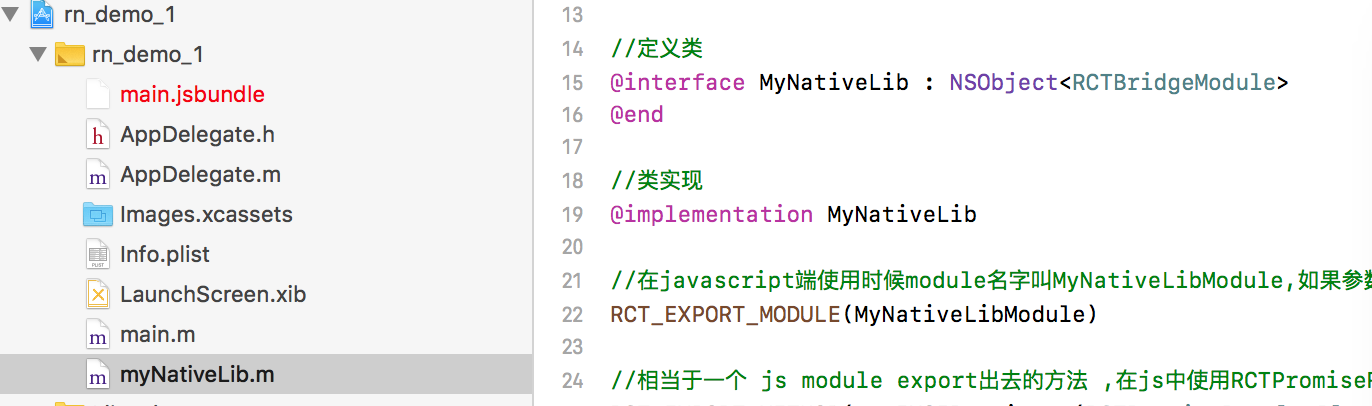 rn_demo_1
rn_demo_1
main.jsbundle
h AppDelegate.h
m AppDelegate.m
Images.xcassets
PLIST Info.plist
LaunchScreen.xib
m main.m
m myNativeLib.m
13
14 //定义类
15 @interface MyNativeLib : NSObject<RCTBridgeModule>
16 @end
17
18 //类实现
19 @implementation MyNativeLib
20
21 //在javascript端使用时候module名字叫MyNativeLibModule,如果参数
22 RCT_EXPORT_MODULE(MyNativeLibModule)
23
24 //相当于一个 js module export出去的方法 ,在js中使用RCTPromiseR